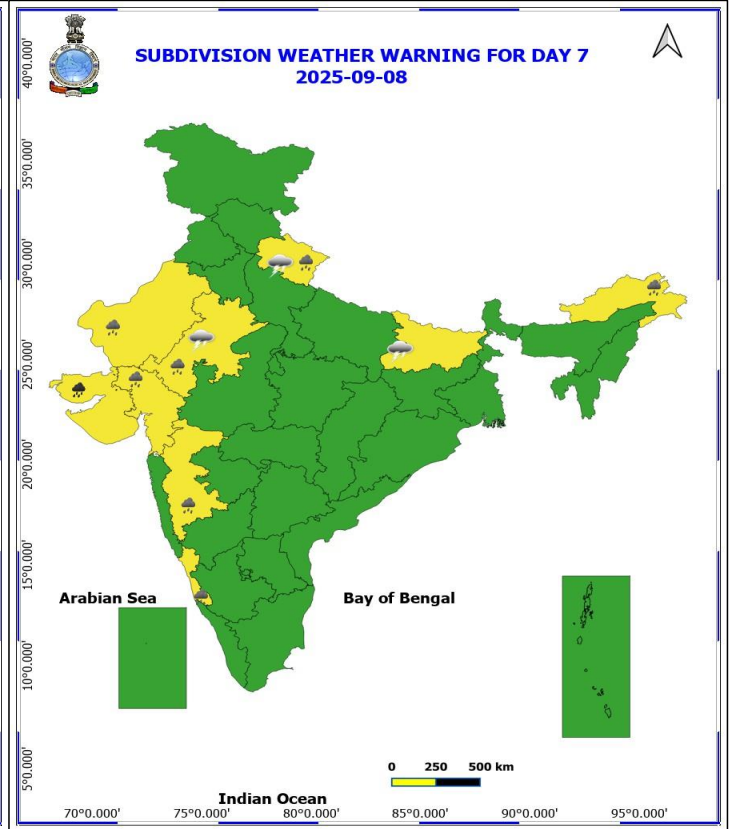 SUBDIVISION WEATHER WARNING FOR DAY 7
2025-09-08
40°0.000'
35°0.000'
30°0.000'
25°0.000'
20°0.000'
15°0.000'
10°0.000'
5°0.000'
Arabian Sea
Bay of Bengal
0 250 500 km
Indian Ocean
70°0.000' 75°0.000' 80°0.000' 85°0.000' 90°0.000' 95°0.000'